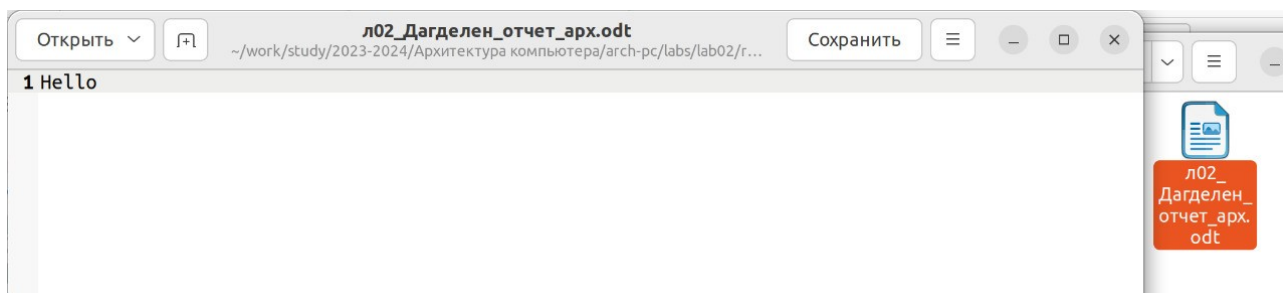 Открыть
л02_Дагделен_отчет_арх.odt
~/work/study/2023-2024/Архитектура компьютера/arch-pc/labs/lab02/r...
Сохранить
1 Hello
л02_
Дагделен_
отчет_арх.
odt